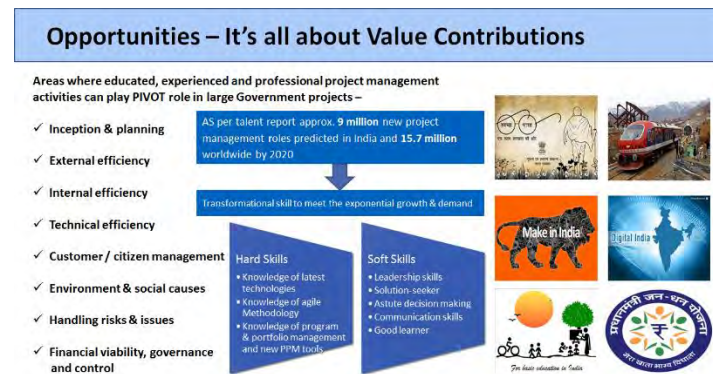 Opportunities – It's all about Value Contributions
Areas where educated, experienced and professional project management
activities can play PIVOT role in large Government projects –
✓ Inception & planning
✓ External efficiency
✓ Internal efficiency
✓ Technical efficiency
✓ Customer / citizen management
✓ Environment & social causes
✓ Handling risks & issues
✓ Financial viability, governance
and control
AS per talent report approx. 9 million new project
management roles predicted in India and 15.7 million
worldwide by 2020
Transformational skill to meet the exponential growth & demand
Hard Skills
• Knowledge of latest
technologies
• Knowledge of agile
Methodology
• Knowledge of program
& portfolio management
and new PPM tools
Soft Skills
• Leadership skills
• Solution-seeker
• Astute decision making
• Communication skills
• Good learner
Make in India
Digital India
For basic education in India
प्रधानमंत्री जन-धन योजना
मेरा खाता भाग्य विधाता